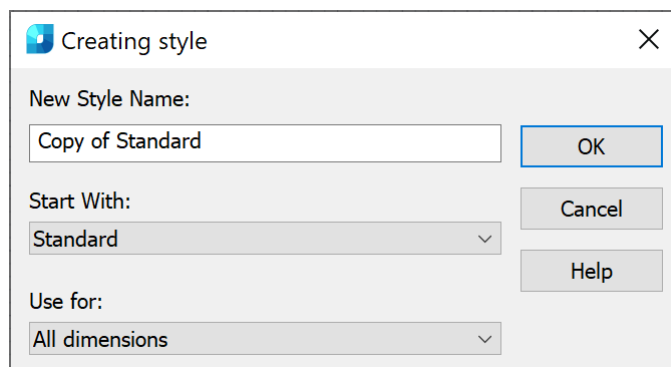 Creating style
New Style Name:
Copy of Standard
OK
Start With:
Cancel
Standard
Help
Use for:
All dimensions